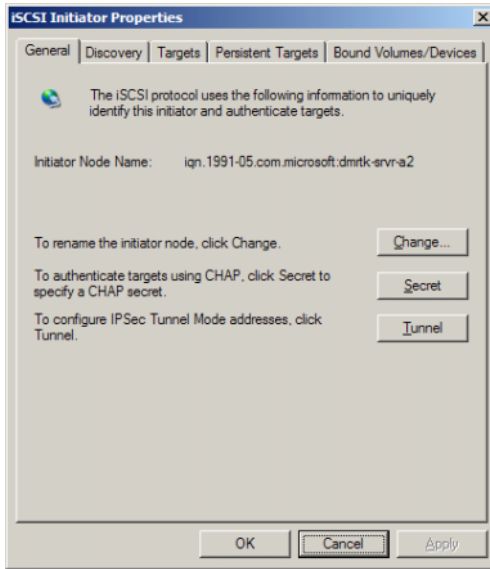 iSCSI Initiator Properties
General Discovery Targets Persistent Targets Bound Volumes/Devices
The iSCSI protocol uses the following information to uniquely
identify this initiator and authenticate targets.
Initiator Node Name: iqn.1991-05.com.microsoft:dmrtk-srvr-a2
To rename the initiator node, click Change.
Change...
To authenticate targets using CHAP, click Secret to
specify a CHAP secret.
Secret
To configure IPSec Tunnel Mode addresses, click
Tunnel.
Tunnel
OK Cancel Apply